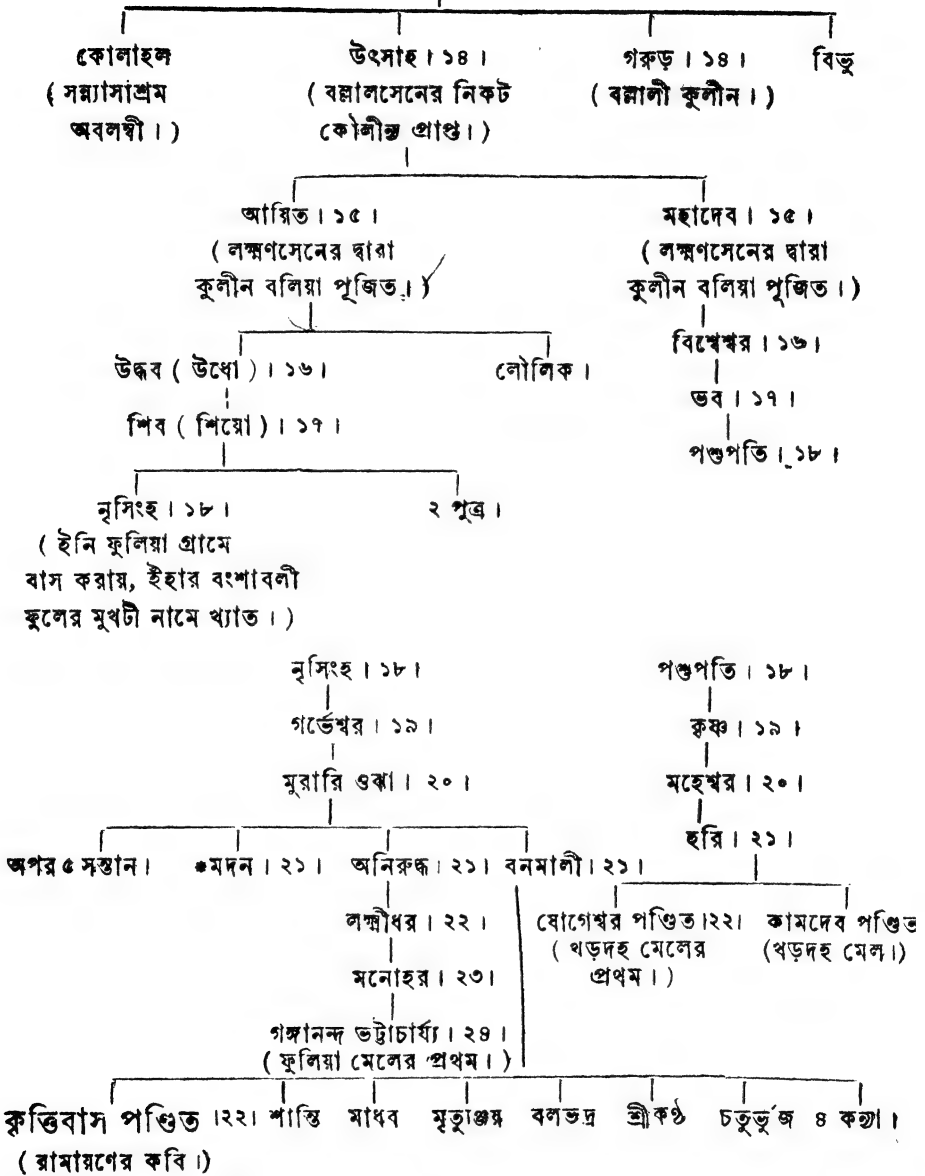 কোলাহল উৎসাহ । ১৪ । গরুড় । ১৪ । বিভু
( সন্ন্যাসাশ্রম ( বল্লালসেনের নিকট ( বল্লালী কুলীন । )
অবলম্বী । ) কৌলীন্য প্রাপ্ত । )
আয়িত । ১৫ । মহাদেব । ১৫ ।
( লক্ষ্মণসেনের দ্বারা ( লক্ষ্মণসেনের দ্বারা
কুলীন বলিয়া পূজিত । ) কুলীন বলিয়া পূজিত । )
বিশ্বেশ্বর । ১৬ ।
উদ্ধব ( উধো ) । ১৬ । লৌলিক ।
ভব । ১৭ ।
শিব ( শিয়ো ) । ১৭ ।
পশুপতি । ১৮ ।
নৃসিংহ । ১৮ । ২ পুত্র ।
( ইনি ফুলিয়া গ্রামে
বাস করায়, ইহার বংশাবলী
ফুলের মুখটী নামে খ্যাত । )
নৃসিংহ । ১৮ । পশুপতি । ১৮ ।
গর্ভেশ্বর । ১৯ । কৃষ্ণ । ১৯ ।
মুরারি ওঝা । ২০ । মহেশ্বর । ২০ ।
হরি । ২১ ।
অপর ৫ সন্তান । *মদন । ২১ । অনিরুদ্ধ । ২১ । বনমালী । ২১ ।
লক্ষ্মীধর । ২২ । যোগেশ্বর পণ্ডিত ।২২। কামদেব পণ্ডিত
( খড়দহ মেলের (খড়দহ মেল।)
মনোহর । ২৩ । প্রথম । )
গঙ্গানন্দ ভট্টাচার্য্য । ২৪ ।
( ফুলিয়া মেলের প্রথম । )
কৃত্তিবাস পণ্ডিত ।২২। শান্তি মাধব মৃত্যুঞ্জয় বলভদ্র শ্রীকণ্ঠ চতুর্ভুজ ৪ কন্যা ।
( রামায়ণের কবি । )